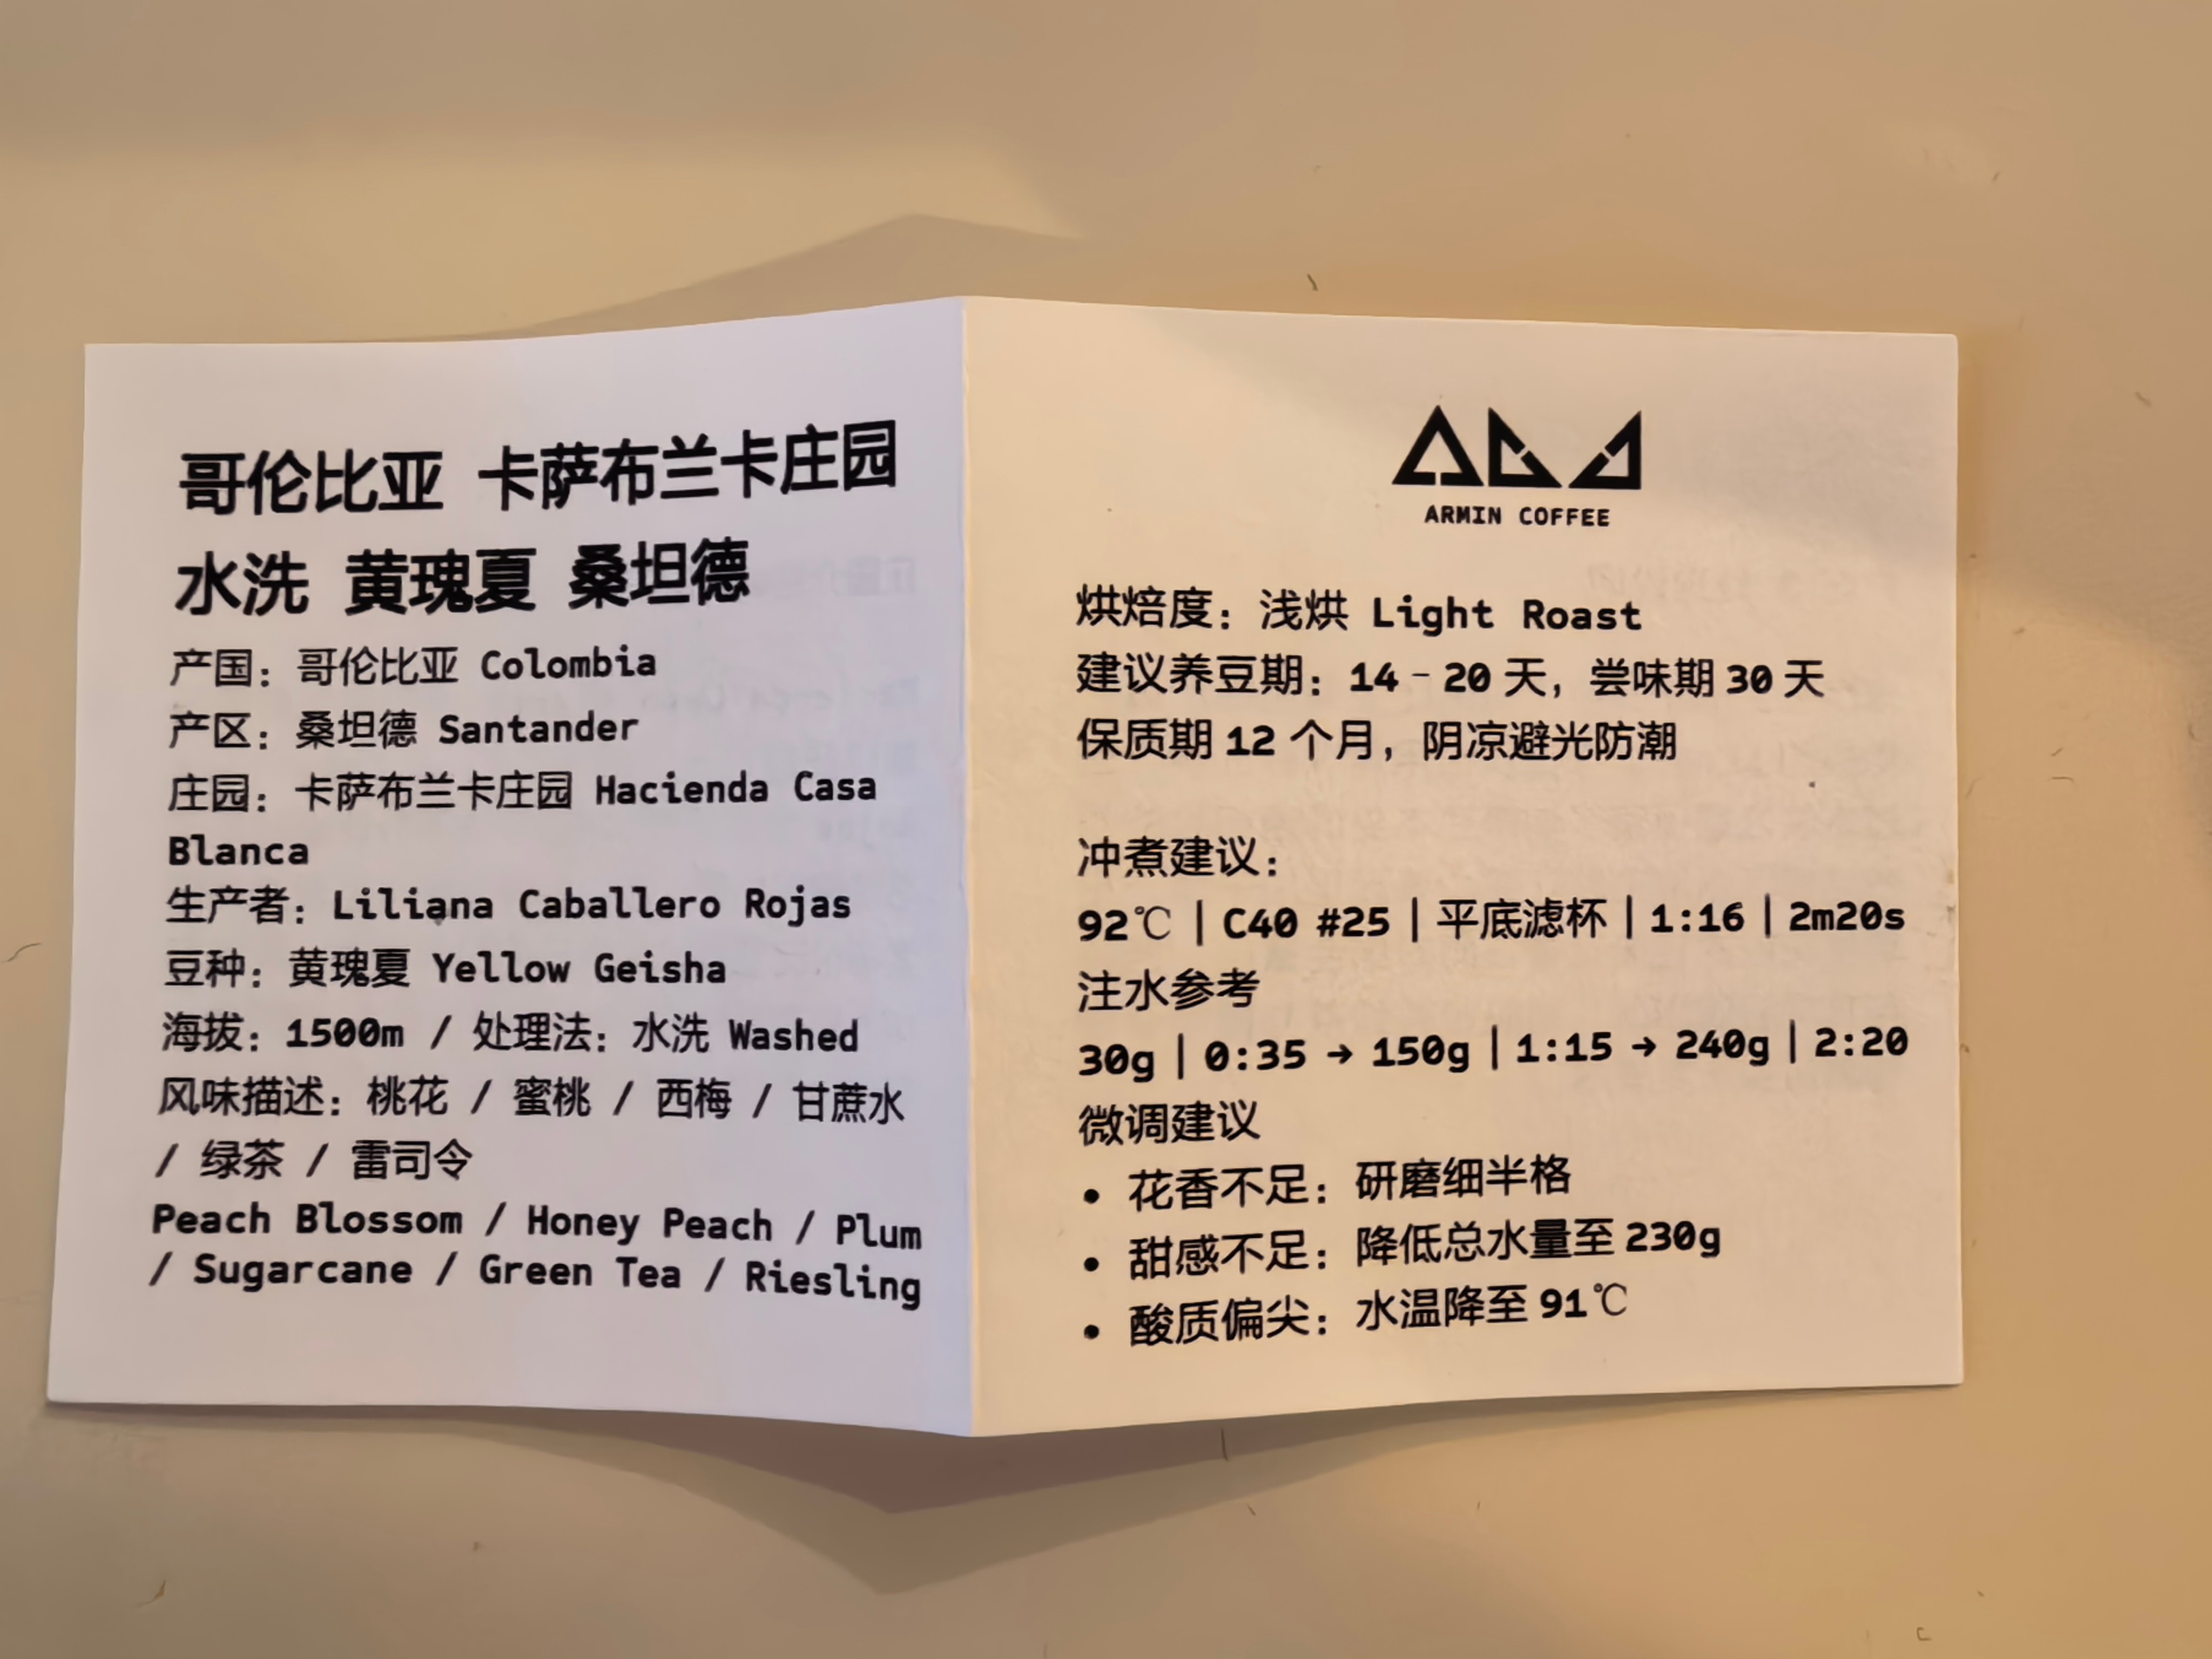 哥伦比亚 卡萨布兰卡庄园
水洗 黄瑰夏 桑坦德
产国：哥伦比亚 Colombia
产区：桑坦德 Santander
庄园：卡萨布兰卡庄园 Hacienda Casa
Blanca
生产者：Liliana Caballero Rojas
豆种：黄瑰夏 Yellow Geisha
海拔：1500m / 处理法：水洗 Washed
风味描述：桃花 / 蜜桃 / 西梅 / 甘蔗水
/ 绿茶 / 雷司令
Peach Blossom / Honey Peach / Plum
/ Sugarcane / Green Tea / Riesling
ARMIN COFFEE
烘焙度：浅烘 Light Roast
建议养豆期：14 - 20 天，尝味期 30 天
保质期 12 个月，阴凉避光防潮
冲煮建议：
92℃ | C40 #25 | 平底滤杯 | 1:16 | 2m20s
注水参考
30g | 0:35 → 150g | 1:15 → 240g | 2:20
微调建议
• 花香不足：研磨细半格
• 甜感不足：降低总水量至 230g
• 酸质偏尖：水温降至 91℃